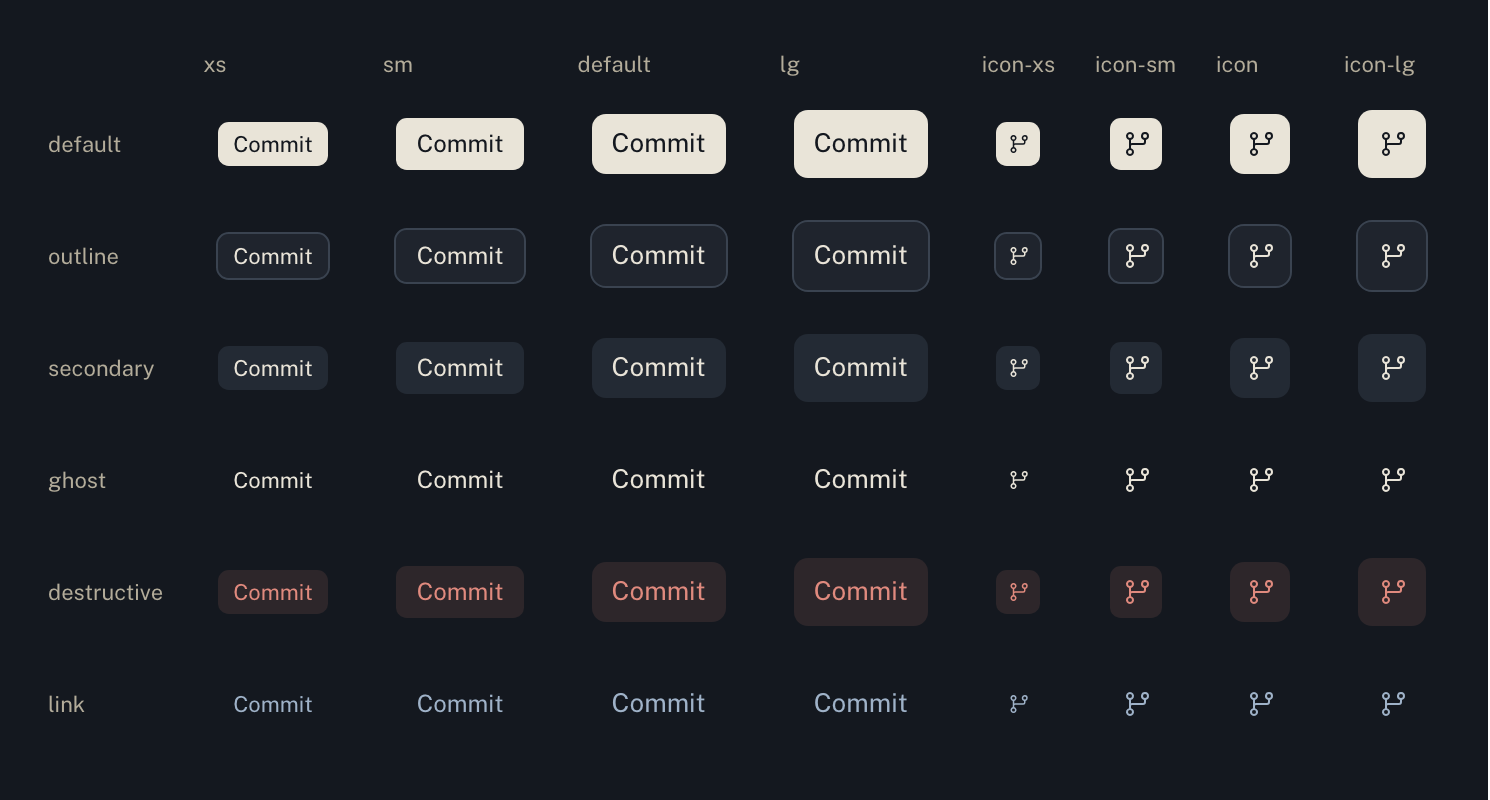 xs sm default lg icon-xs icon-sm icon icon-lg
default Commit Commit Commit Commit
outline Commit Commit Commit Commit
secondary Commit Commit Commit Commit
ghost Commit Commit Commit Commit
destructive Commit Commit Commit Commit
link Commit Commit Commit Commit